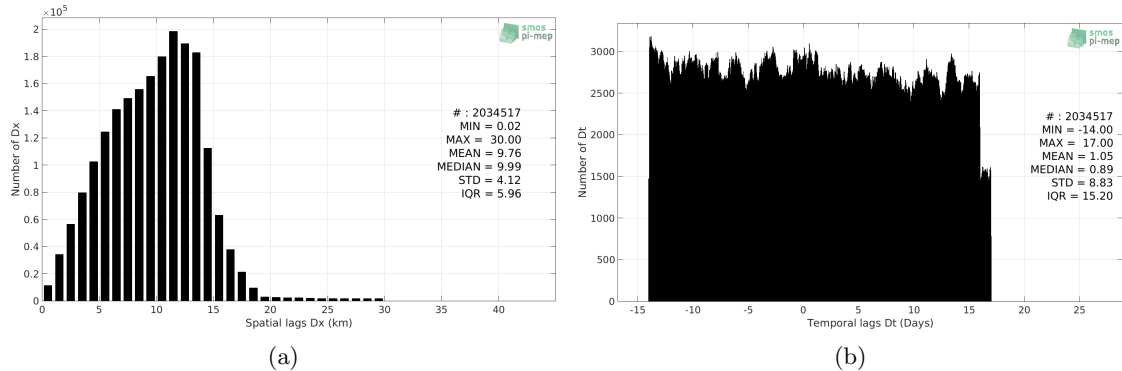 ×10^5
2
1.8
1.6
1.4
1.2
1
0.8
0.6
0.4
0.2
0
Number of Dx
smos
pi-mep
# : 2034517
MIN = 0.02
MAX = 30.00
MEAN = 9.76
MEDIAN = 9.99
STD = 4.12
IQR = 5.96
0 5 10 15 20 25 30 35 40
Spatial lags Dx (km)
(a)
3000
2500
2000
1500
1000
500
0
Number of Dt
smos
pi-mep
# : 2034517
MIN = -14.00
MAX = 17.00
MEAN = 1.05
MEDIAN = 0.89
STD = 8.83
IQR = 15.20
-15 -10 -5 0 5 10 15 20 25
Temporal lags Dt (Days)
(b)